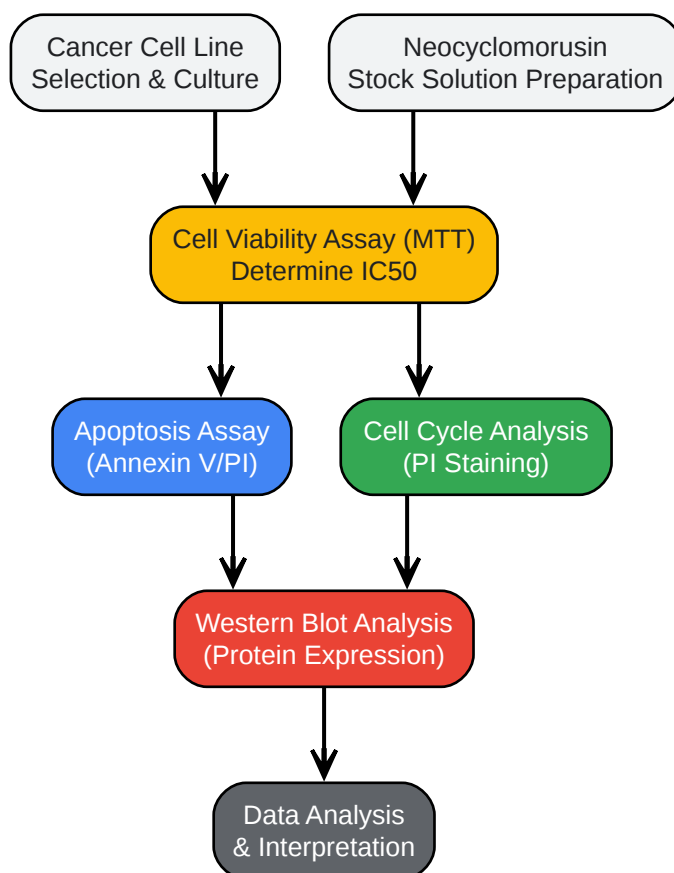 Cancer Cell Line
Selection & Culture
Neocyclomorusin
Stock Solution Preparation
Cell Viability Assay (MTT)
Determine IC50
Apoptosis Assay
(Annexin V/PI)
Cell Cycle Analysis
(PI Staining)
Western Blot Analysis
(Protein Expression)
Data Analysis
& Interpretation